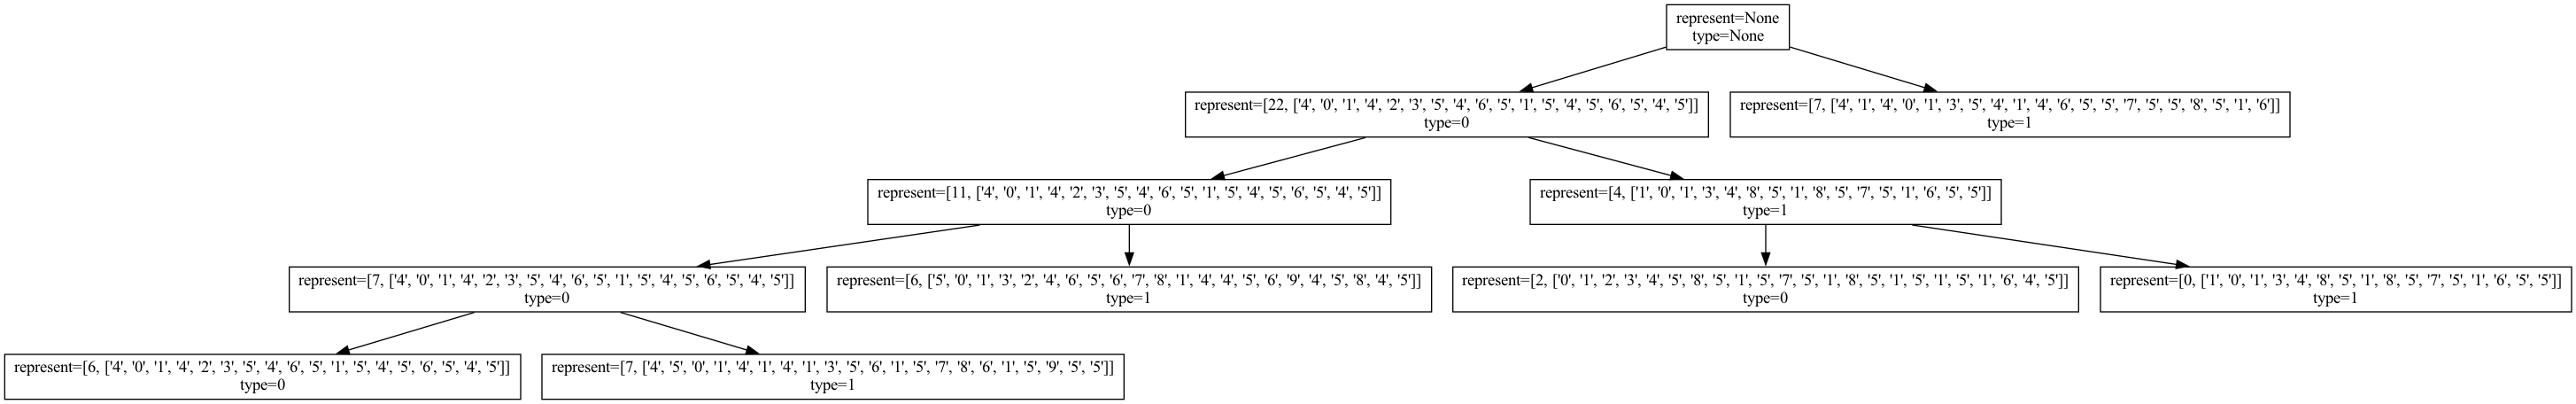 represent=None
type=None
represent=[22, ['4', '0', '1', '4', '2', '3', '5', '4', '6', '5', '1', '5', '4', '5', '6', '5', '4', '5']]
type=0
represent=[7, ['4', '1', '4', '0', '1', '3', '5', '4', '1', '4', '6', '5', '5', '7', '5', '5', '8', '5', '1', '6']]
type=1
represent=[11, ['4', '0', '1', '4', '2', '3', '5', '4', '6', '5', '1', '5', '4', '5', '6', '5', '4', '5']]
type=0
represent=[4, ['1', '0', '1', '3', '4', '8', '5', '1', '8', '5', '7', '5', '1', '6', '5', '5']]
type=1
represent=[7, ['4', '0', '1', '4', '2', '3', '5', '4', '6', '5', '1', '5', '4', '5', '6', '5', '4', '5']]
type=0
represent=[6, ['5', '0', '1', '3', '2', '4', '6', '5', '6', '7', '8', '1', '4', '4', '5', '6', '9', '4', '5', '8', '4', '5']]
type=1
represent=[2, ['0', '1', '2', '3', '4', '5', '8', '5', '1', '5', '7', '5', '1', '8', '5', '1', '5', '1', '5', '1', '6', '4', '5']]
type=0
represent=[0, ['1', '0', '1', '3', '4', '8', '5', '1', '8', '5', '7', '5', '1', '6', '5', '5']]
type=1
represent=[6, ['4', '0', '1', '4', '2', '3', '5', '4', '6', '5', '1', '5', '4', '5', '6', '5', '4', '5']]
type=0
represent=[7, ['4', '5', '0', '1', '4', '1', '4', '1', '3', '5', '6', '1', '5', '7', '8', '6', '1', '5', '9', '5', '5']]
type=1